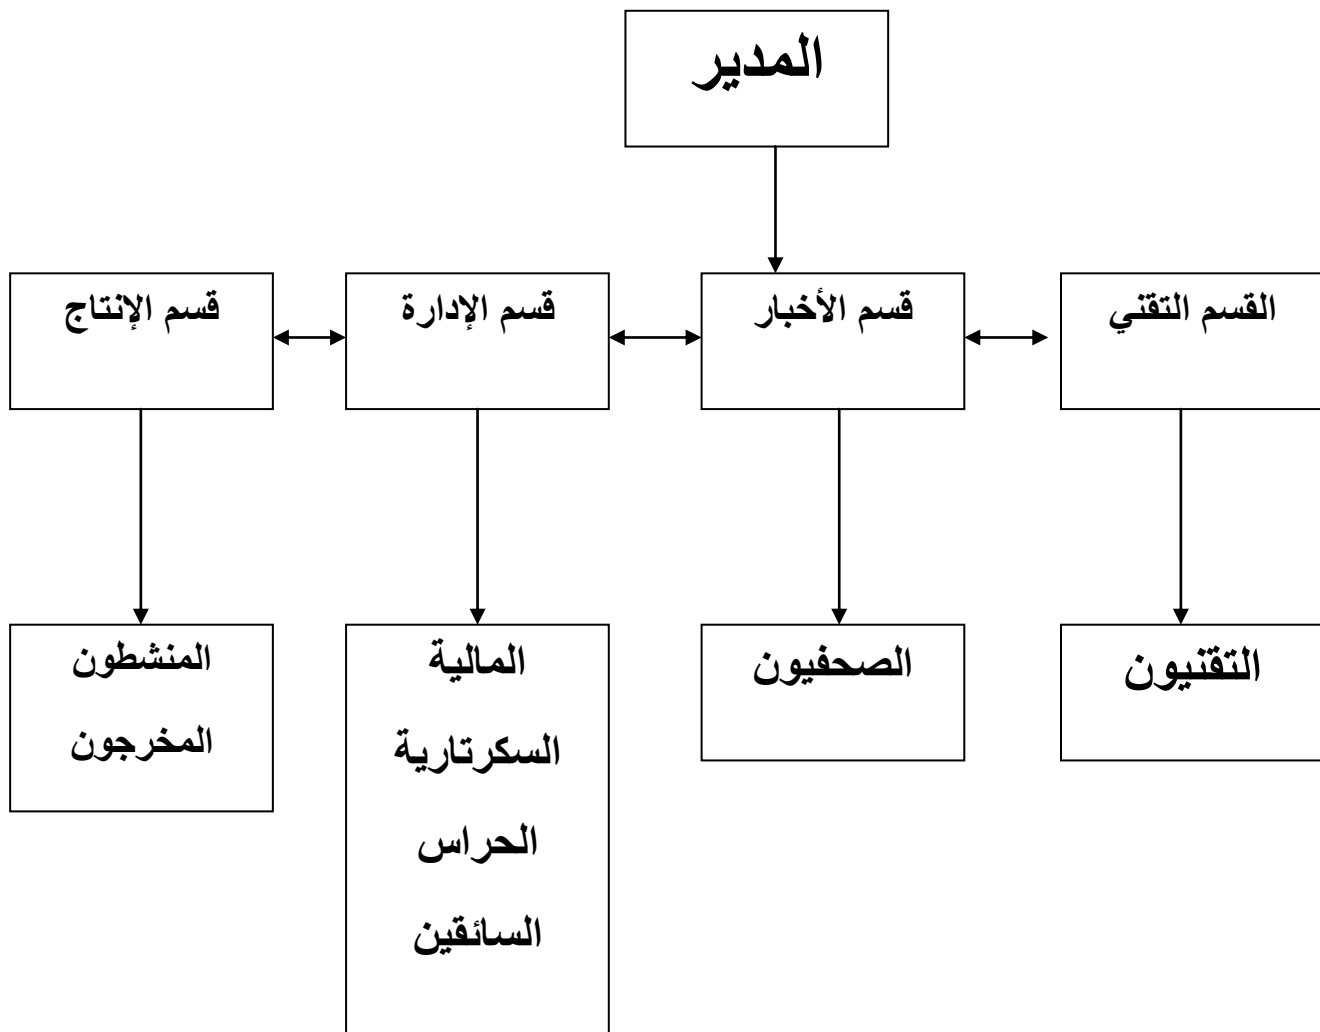 المدير
القسم التقني
قسم الأخبار
قسم الإدارة
قسم الإنتاج
التقنيون
الصحفيون
المالية
السكرتارية
الحراس
السائقين
المنشطون
المخرجون